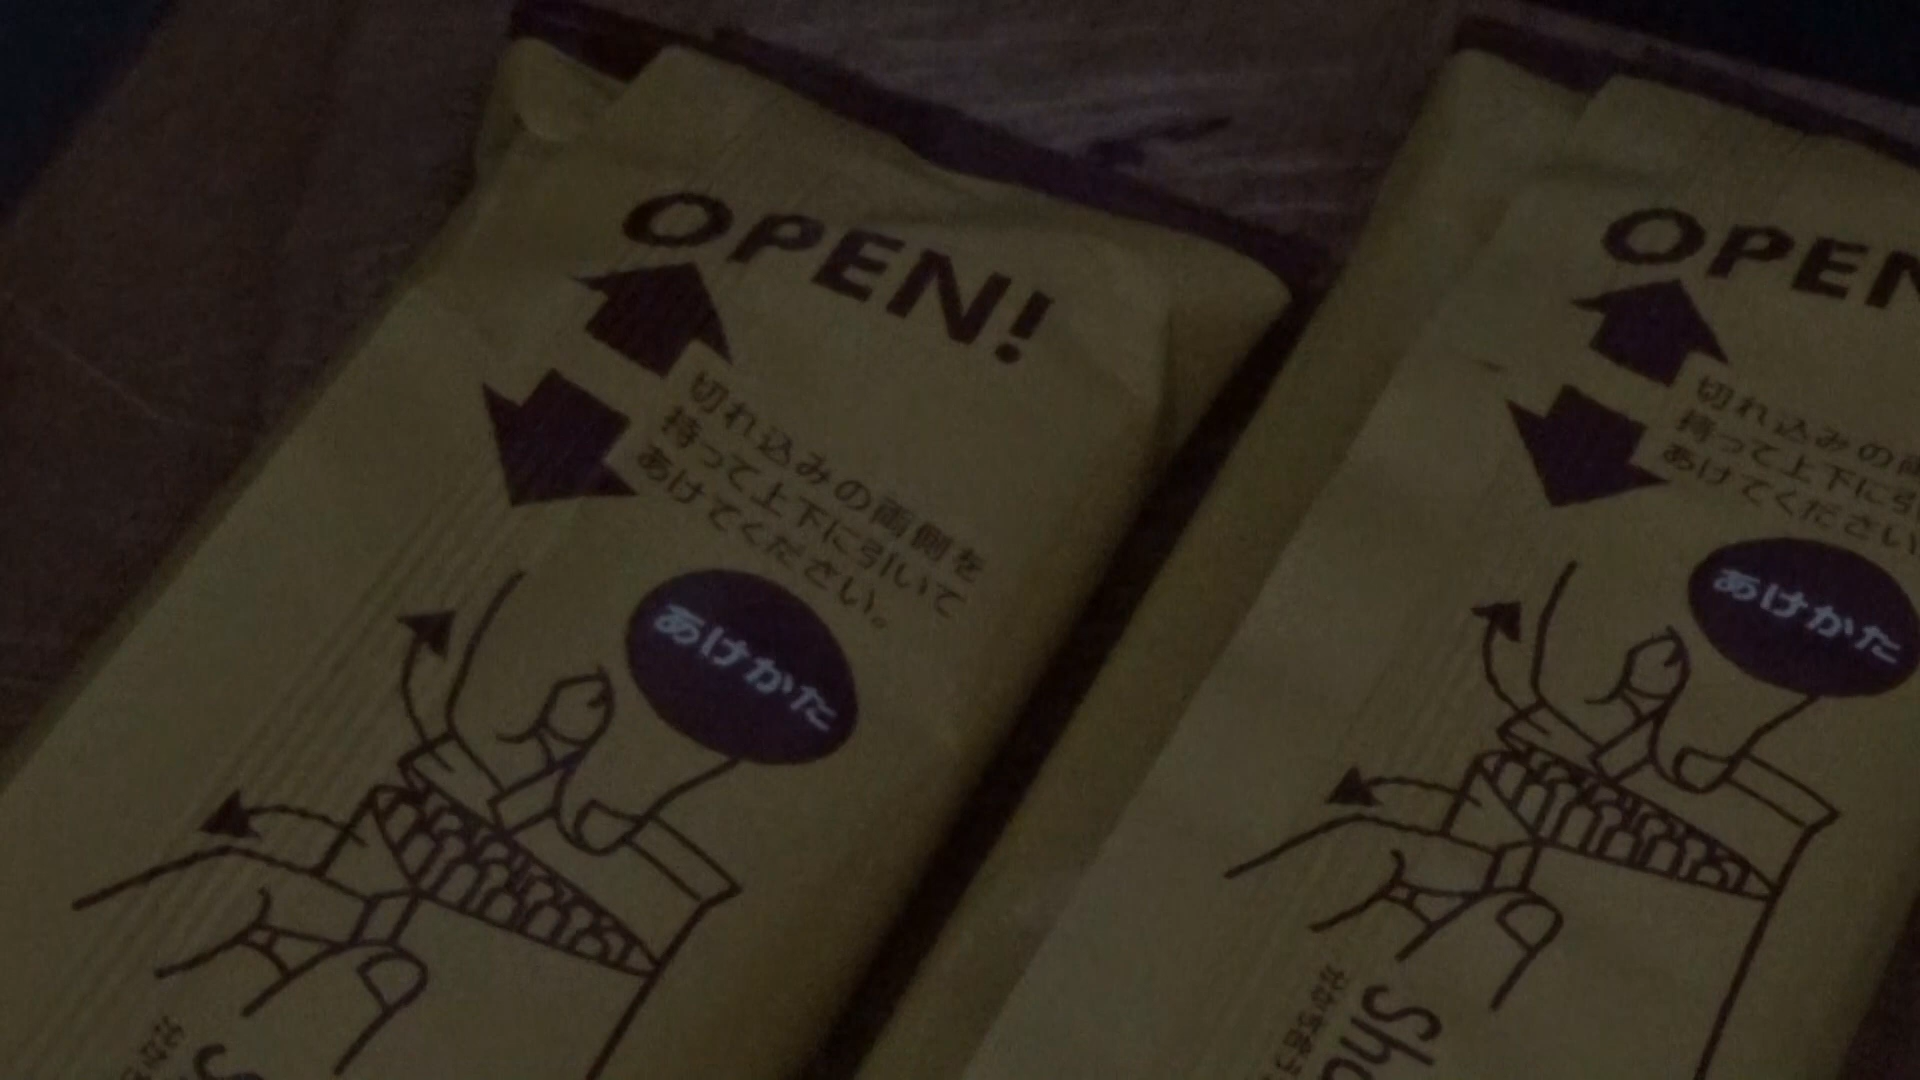 OPEN!
切れ込みの両側を
持って上下に引いて
あけてください。
あけかた
OPEN
切れ込みの両
持って上下に引
あけてください
あけかた
Sha